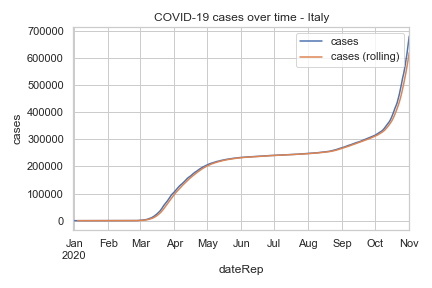 COVID-19 cases over time - Italy
cases
cases (rolling)
cases
700000
600000
500000
400000
300000
200000
100000
0
Jan Feb Mar Apr May Jun Jul Aug Sep Oct Nov
2020
dateRep